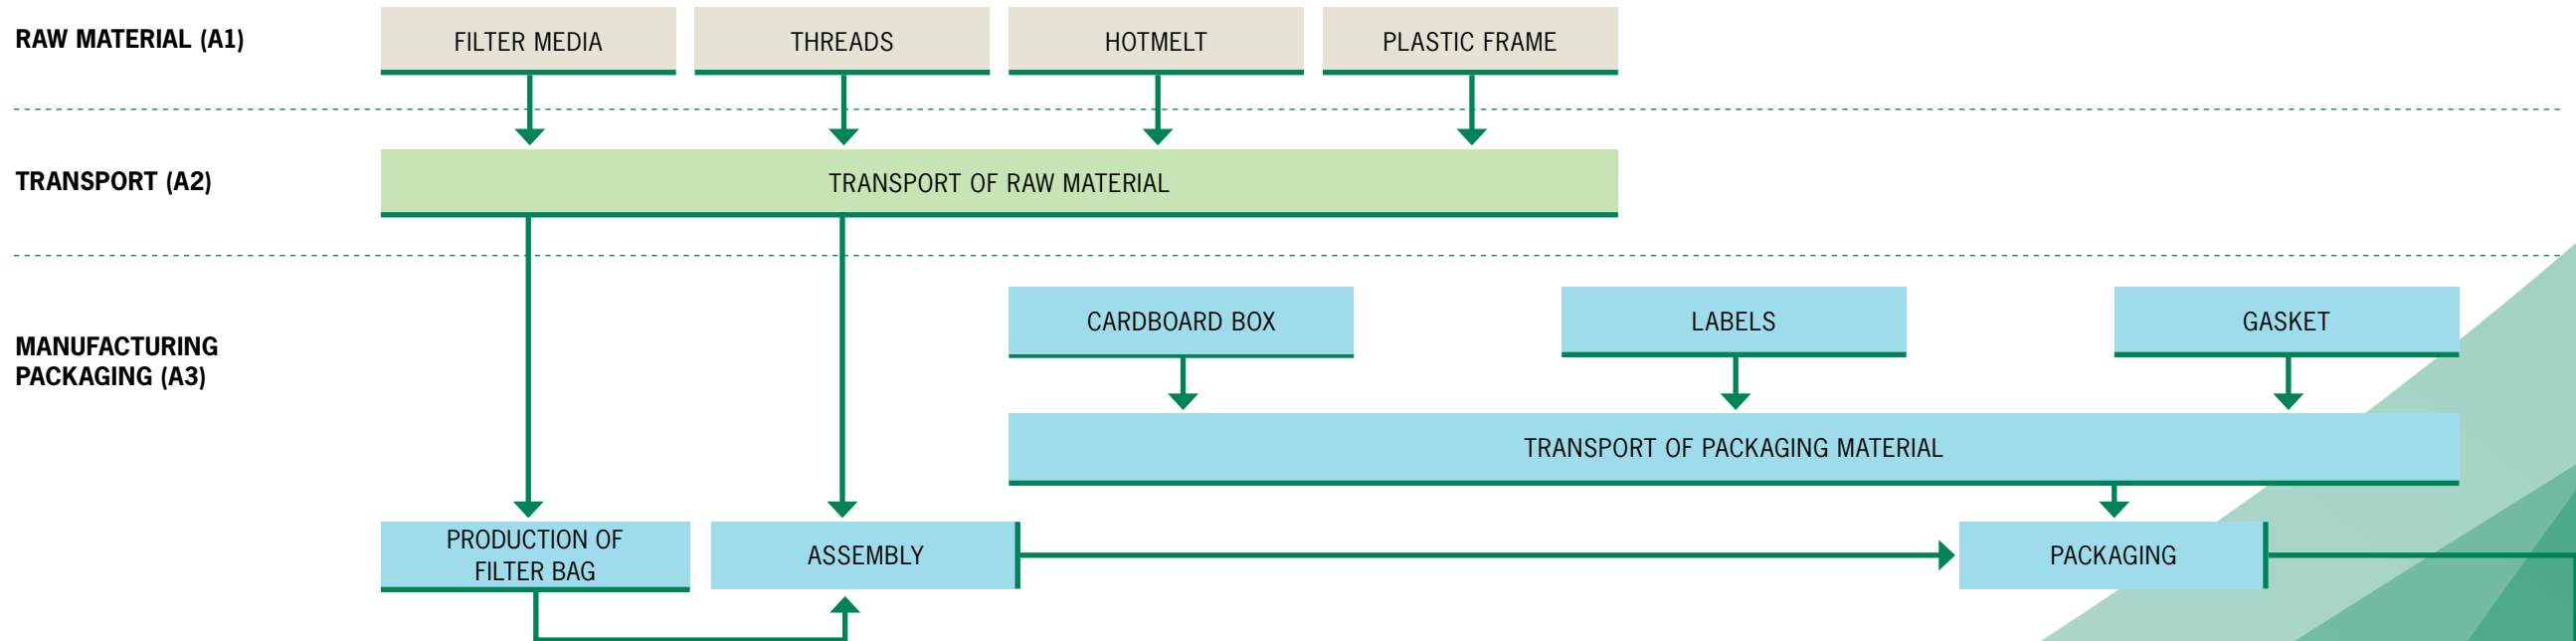 RAW MATERIAL (A1)
FILTER MEDIA
THREADS
HOTMELT
PLASTIC FRAME
TRANSPORT (A2)
TRANSPORT OF RAW MATERIAL
MANUFACTURING
PACKAGING (A3)
CARDBOARD BOX
LABELS
GASKET
TRANSPORT OF PACKAGING MATERIAL
PRODUCTION OF
FILTER BAG
ASSEMBLY
PACKAGING